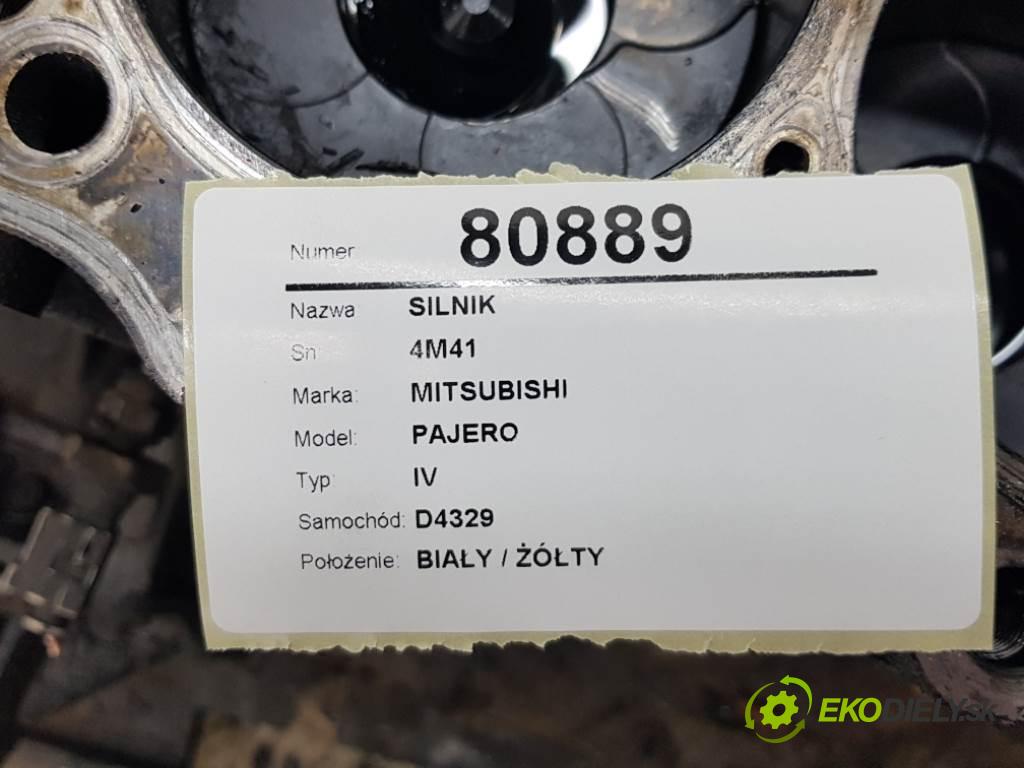 Numer 80889
Nazwa SILNIK
Sn: 4M41
Marka: MITSUBISHI
Model: PAJERO
Typ: IV
Samochód: D4329
Położenie: BIAŁY / ŻÓŁTY
EKODIELY.sk